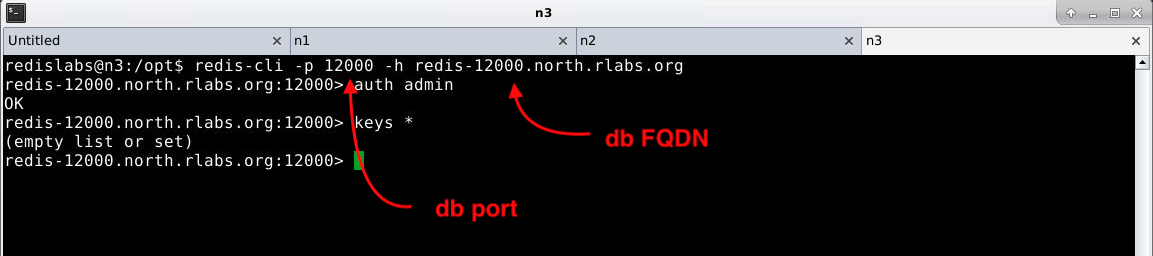 n3
Untitled
n1
n2
n3
redislabs@n3:/opt$ redis-cli -p 12000 -h redis-12000.north.rlabs.org
redis-12000.north.rlabs.org:12000> auth admin
OK
redis-12000.north.rlabs.org:12000> keys *
(empty list or set)
redis-12000.north.rlabs.org:12000>
db FQDN
db port